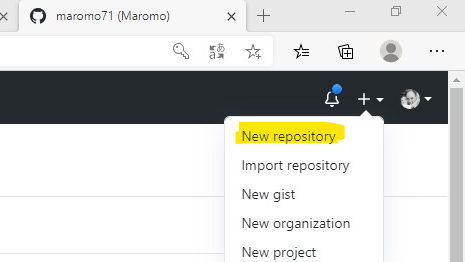 maromo71 (Maromo)
New repository
Import repository
New gist
New organization
New project